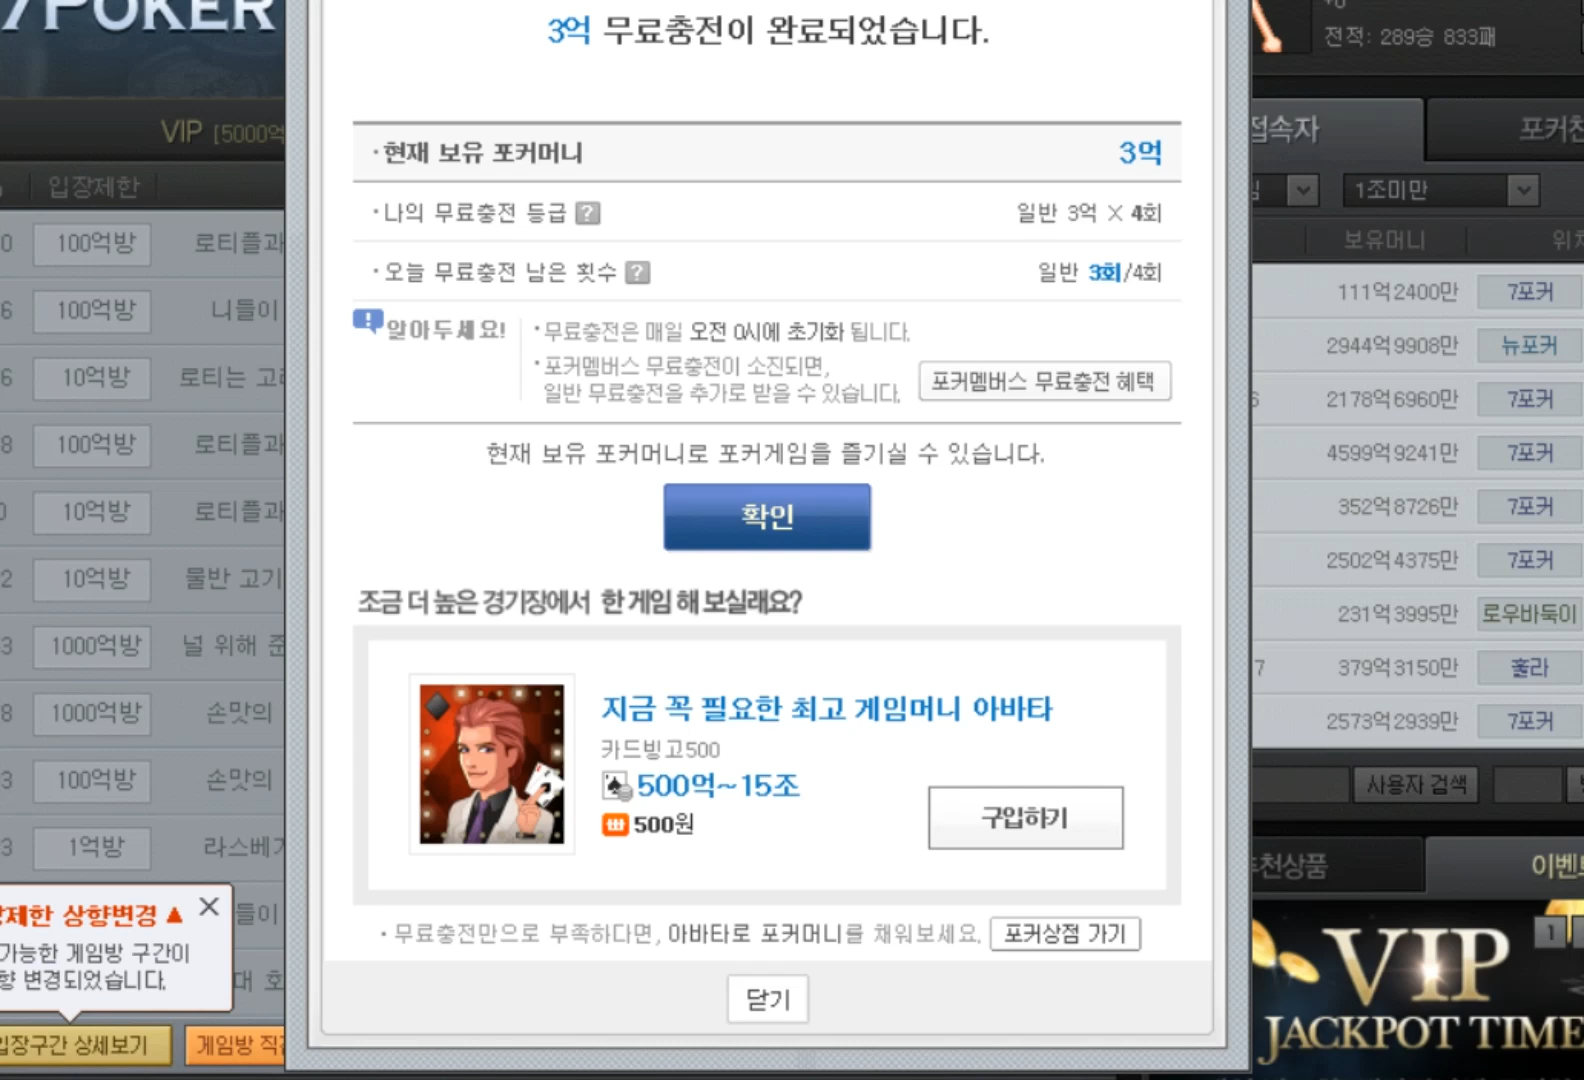 7POKER
VIP [5000억
입장제한
100억방 로티플과
100억방 니들이
10억방 로티는 고래
100억방 로티플과
10억방 로티플과
10억방 물반 고기
1000억방 널 위해 준
1000억방 손맛의
100억방 손맛의
1억방 라스베가
들이
대 호
제한 상향변경 ▲
가능한 게임방 구간이
향 변경되었습니다.
입장구간 상세보기
게임방 직접
3억 무료충전이 완료되었습니다.
·현재 보유 포커머니 3억
·나의 무료충전 등급 ? 일반 3억 × 4회
·오늘 무료충전 남은 횟수 ? 일반 3회/4회
! 알아두세요!
·무료충전은 매일 오전 0시에 초기화 됩니다.
·포커멤버스 무료충전이 소진되면,
일반 무료충전을 추가로 받을 수 있습니다.
포커멤버스 무료충전 혜택
현재 보유 포커머니로 포커게임을 즐기실 수 있습니다.
확인
조금 더 높은 경기장에서 한 게임 해 보실래요?
지금 꼭 필요한 최고 게임머니 아바타
카드빙고500
500억~15조
500원
구입하기
·무료충전만으로 부족하다면, 아바타로 포커머니를 채워보세요.
포커상점 가기
닫기
전적: 289승 833패
접속자
포커친
1조미만
보유머니 위치
111억 2400만 7포커
2944억 9908만 뉴포커
2178억 6960만 7포커
4599억 9241만 7포커
352억 8726만 7포커
2502억 4375만 7포커
231억 3995만 로우바둑이
379억 3150만 훌라
2573억 2939만 7포커
사용자 검색
추천상품
이벤트
1
VIP
JACKPOT TIME